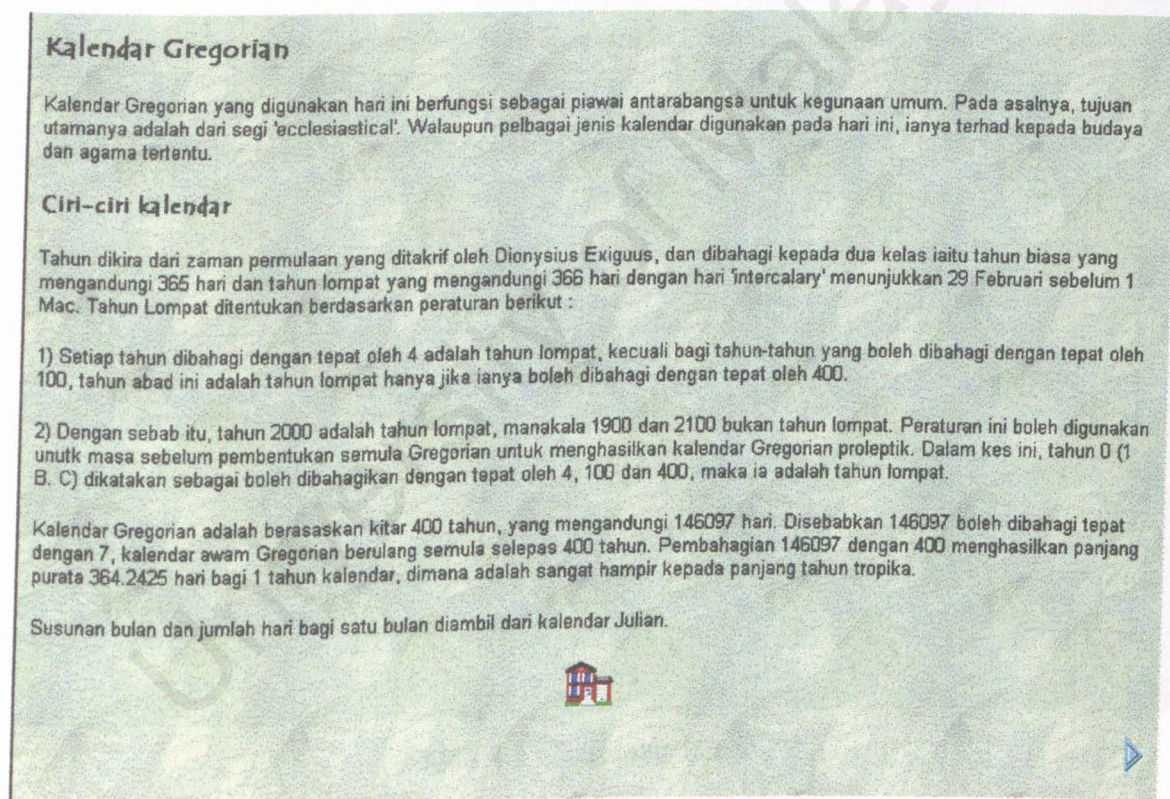 Kalendar Gregorian
Kalendar Gregorian yang digunakan hari ini berfungsi sebagai piawai antarabangsa untuk kegunaan umum. Pada asalnya, tujuan
utamanya adalah dari segi 'ecclesiastical'. Walaupun pelbagai jenis kalendar digunakan pada hari ini, ianya terhad kepada budaya
dan agama tertentu.
Ciri-ciri kalendar
Tahun dikira dari zaman permulaan yang ditakrif oleh Dionysius Exiguus, dan dibahagi kepada dua kelas iaitu tahun biasa yang
mengandungi 365 hari dan tahun lompat yang mengandungi 366 hari dengan hari 'intercalary' menunjukkan 29 Februari sebelum 1
Mac. Tahun Lompat ditentukan berdasarkan peraturan berikut :
1) Setiap tahun dibahagi dengan tepat oleh 4 adalah tahun lompat, kecuali bagi tahun-tahun yang boleh dibahagi dengan tepat oleh
100, tahun abad ini adalah tahun lompat hanya jika ianya boleh dibahagi dengan tepat oleh 400.
2) Dengan sebab itu, tahun 2000 adalah tahun lompat, manakala 1900 dan 2100 bukan tahun lompat. Peraturan ini boleh digunakan
unutk masa sebelum pembentukan semula Gregorian untuk menghasilkan kalendar Gregorian proleptik. Dalam kes ini, tahun 0 (1
B. C) dikatakan sebagai boleh dibahagikan dengan tepat oleh 4, 100 dan 400, maka ia adalah tahun lompat.
Kalendar Gregorian adalah berasaskan kitar 400 tahun, yang mengandungi 146097 hari. Disebabkan 146097 boleh dibahagi tepat
dengan 7, kalendar awam Gregorian berulang semula selepas 400 tahun. Pembahagian 146097 dengan 400 menghasilkan panjang
purata 364.2425 hari bagi 1 tahun kalendar, dimana adalah sangat hampir kepada panjang tahun tropika.
Susunan bulan dan jumlah hari bagi satu bulan diambil dari kalendar Julian.